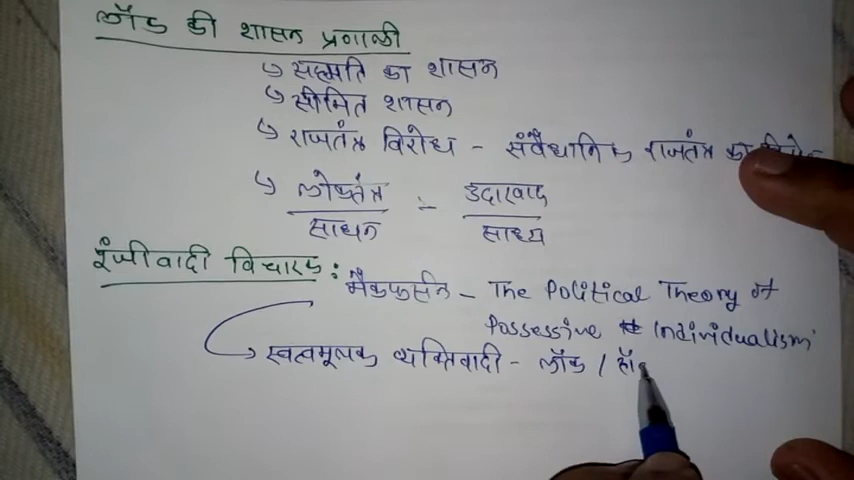 लॉक की शासन प्रणाली
↳ सहमति का शासन
↳ सीमित शासन
↳ राजतंत्र विरोध - संवैधानिक राजतंत्र का
↳ लोकतंत्र / साधन :- उदारवाद / साध्य
पूंजीवादी विचारक : मैकफर्सन - The Political Theory of
Possessive Individualism
स्वत्वमूलक व्यक्तिवादी - लॉक / हॉ